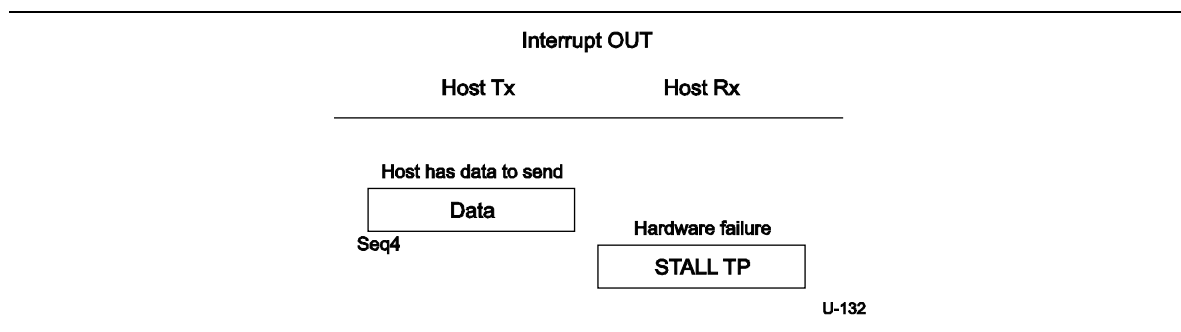 Interrupt OUT
Host Tx Host Rx
Host has data to send
Data
Seq4
Hardware failure
STALL TP
U-132